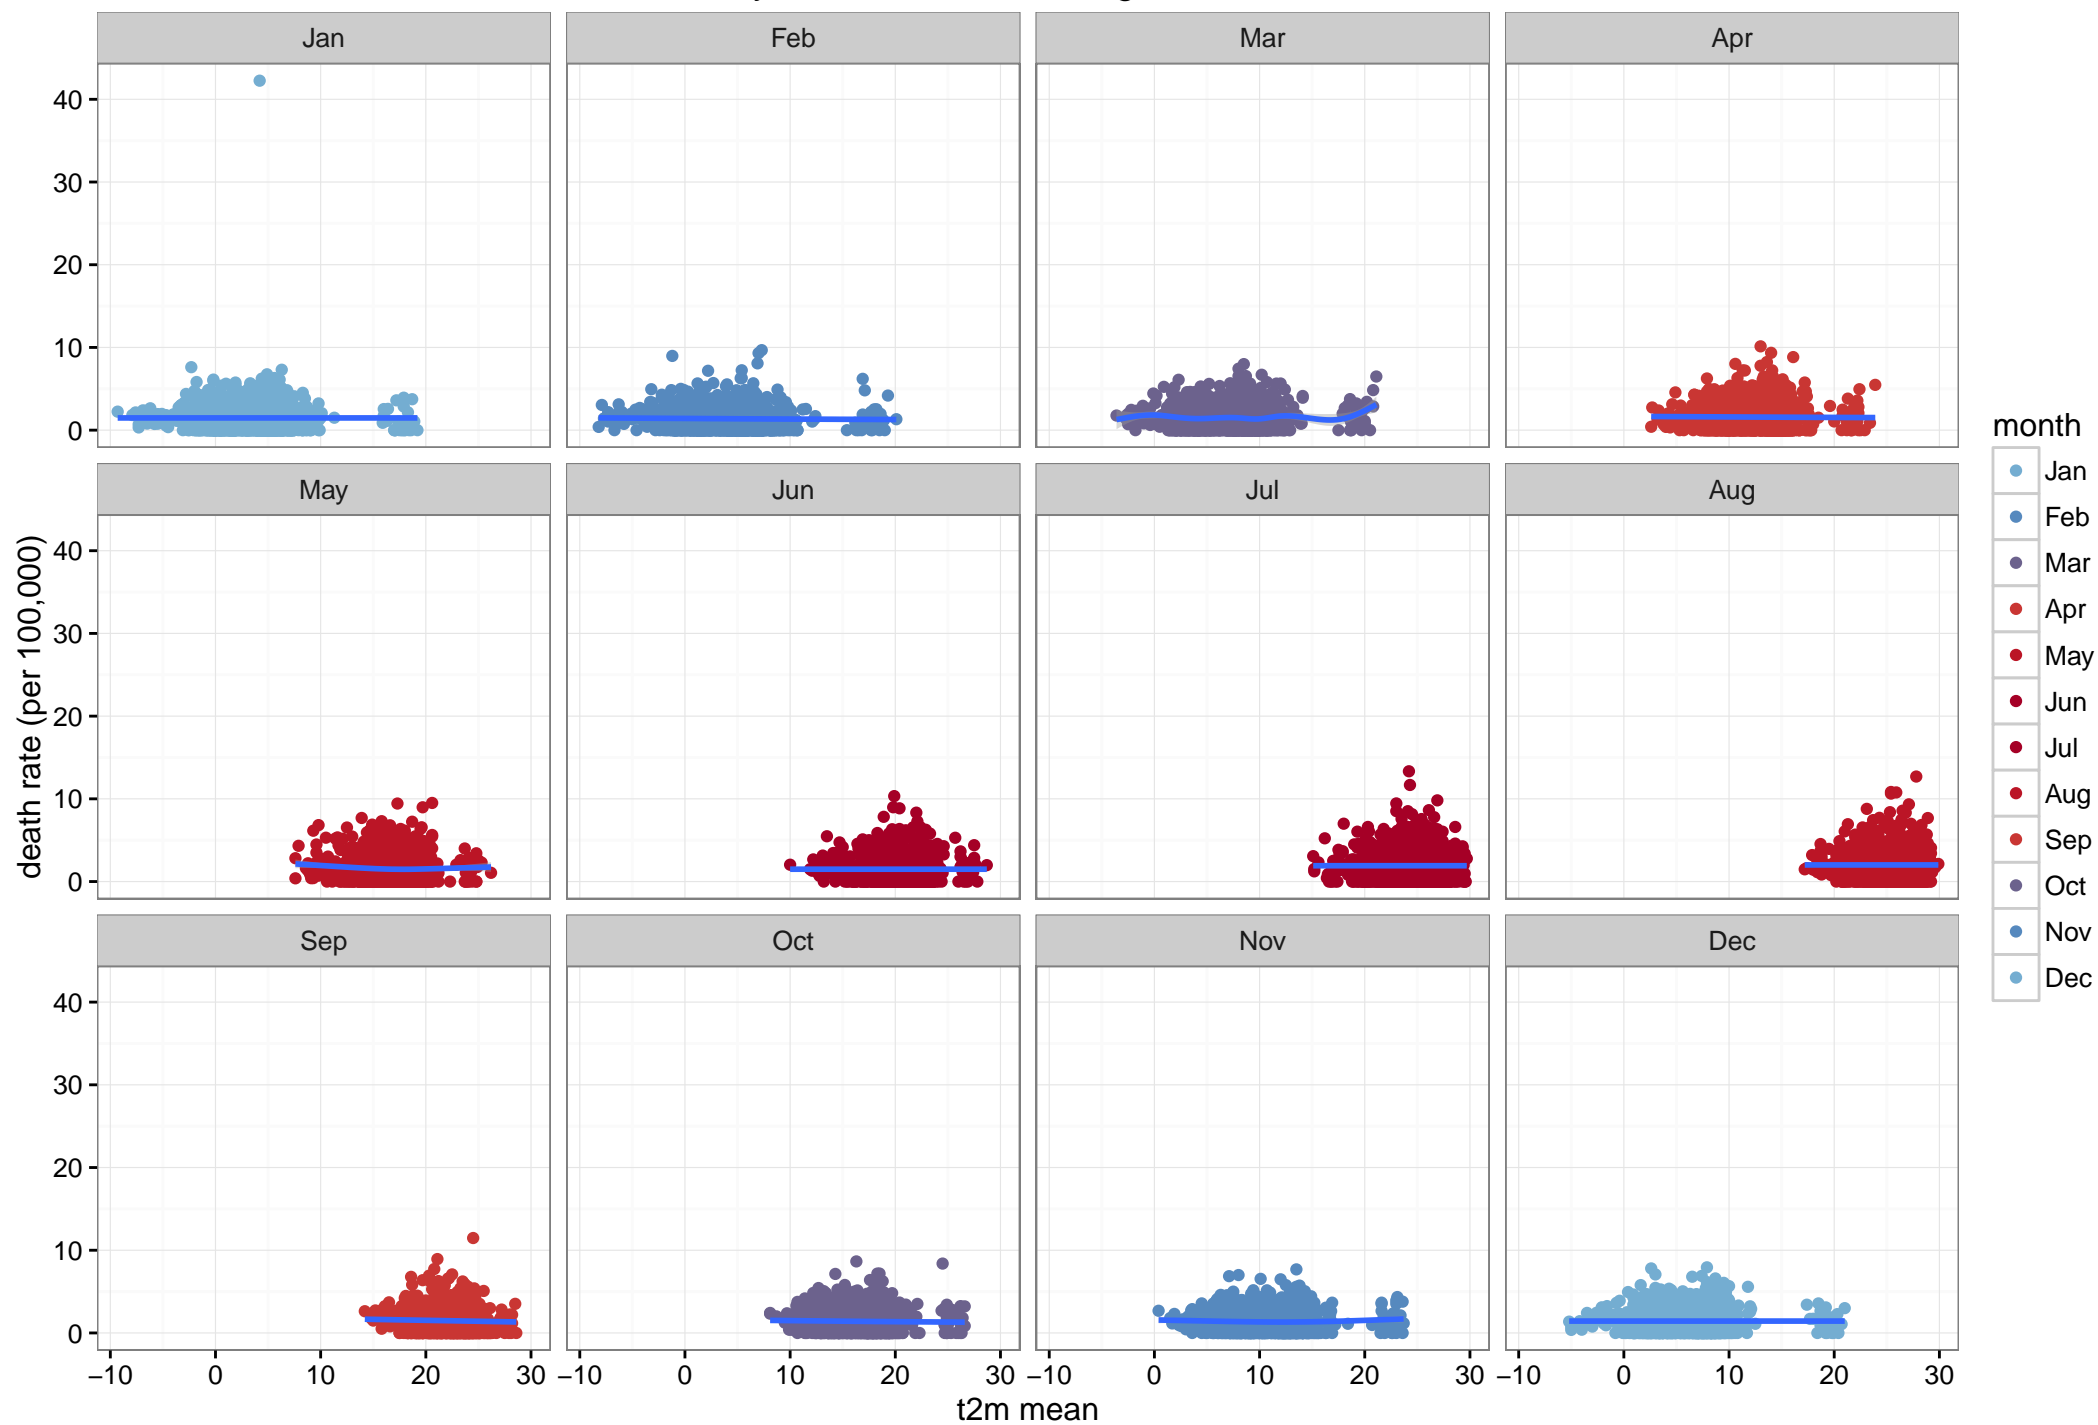 Jan Feb Mar Apr
40
30
20
10
0
May Jun Jul Aug
40
30
20
10
0
Sep Oct Nov Dec
40
30
20
10
0
−10 0 10 20 30 −10 0 10 20 30 −10 0 10 20 30 −10 0 10 20 30
t2m mean
death rate (per 100,000)
month
Jan
Feb
Mar
Apr
May
Jun
Jul
Aug
Sep
Oct
Nov
Dec